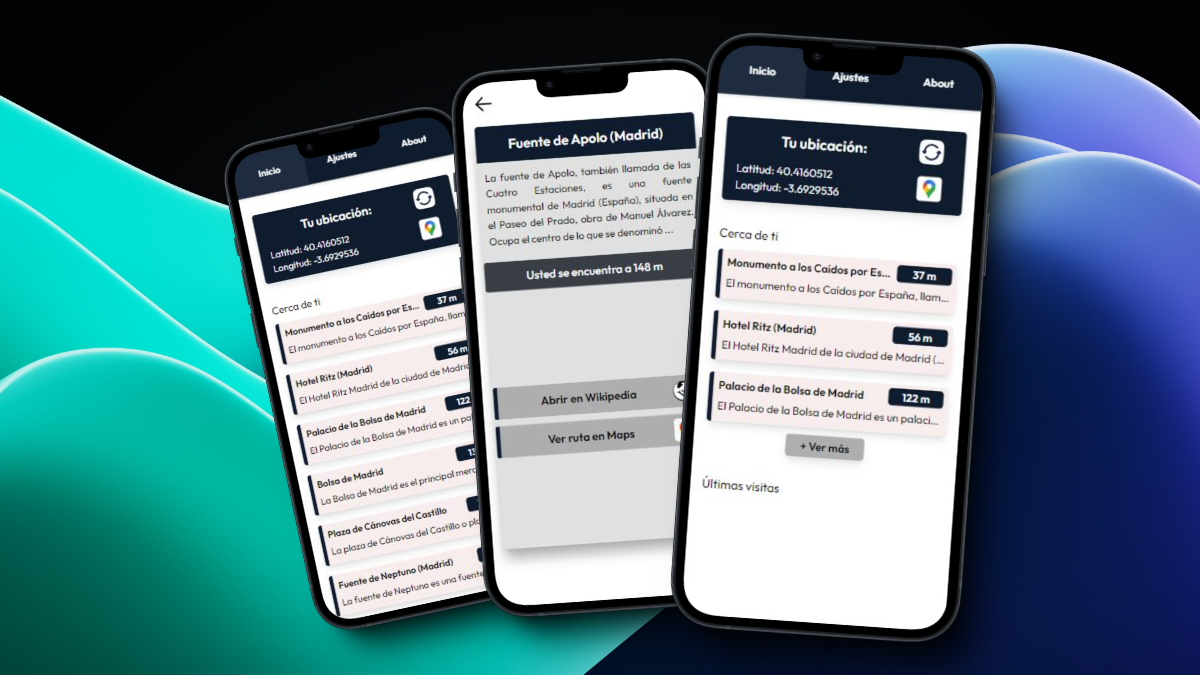 Inicio
Ajustes
About
Tu ubicación:
Latitud: 40.4160512
Longitud: -3.6929536
Cerca de ti
Monumento a los Caídos por Es...
37 m
El monumento a los Caídos por España, llam
Hotel Ritz (Madrid)
56 m
El Hotel Ritz Madrid de la ciudad de Madrid
Palacio de la Bolsa de Madrid
122
El Palacio de la Bolsa de Madrid es un
Bolsa de Madrid
La Bolsa de Madrid es el principal
Plaza de Cánovas del Castillo
La plaza de Cánovas del Castillo o
Fuente de Neptuno (Madrid)
La fuente de Neptuno es una fuente
Fuente de Apolo (Madrid)
La fuente de Apolo, también llamada de las
Cuatro Estaciones, es una fuente
monumental de Madrid (España), situada en
el Paseo del Prado, obra de Manuel Álvarez.
Ocupa el centro de lo que se denominó ...
Usted se encuentra a 148 m
Abrir en Wikipedia
Ver ruta en Maps
Inicio
Ajustes
About
Tu ubicación:
Latitud: 40.4160512
Longitud: -3.6929536
Cerca de ti
Monumento a los Caídos por Es...
37 m
El monumento a los Caídos por España, llam...
Hotel Ritz (Madrid)
56 m
El Hotel Ritz Madrid de la ciudad de Madrid (...
Palacio de la Bolsa de Madrid
122 m
El Palacio de la Bolsa de Madrid es un palaci...
+ Ver más
Últimas visitas